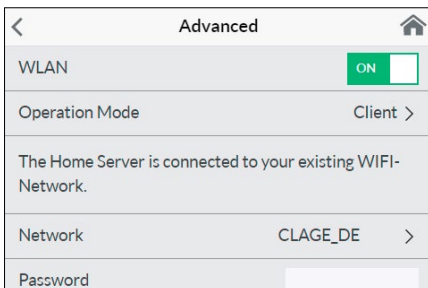 Advanced
WLAN ON
Operation Mode Client
The Home Server is connected to your existing WIFI-
Network.
Network CLAGE_DE
Password